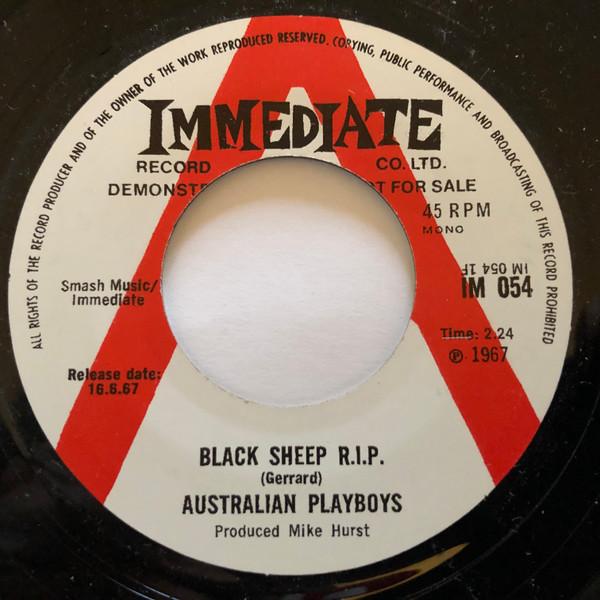 ALL RIGHTS OF THE RECORD PRODUCER AND OF THE OWNER OF THE WORK REPRODUCED RESERVED. COPYING, PUBLIC PERFORMANCE AND BROADCASTING OF THIS RECORD PROHIBITED
IMMEDIATE
RECORD CO. LTD.
DEMONSTR T FOR SALE
45 RPM
MONO
IM 054 1F
IM 054
Smash Music/
Immediate
Time: 2.24
℗ 1967
Release date:
16.6.67
BLACK SHEEP R.I.P.
(Gerrard)
AUSTRALIAN PLAYBOYS
Produced Mike Hurst